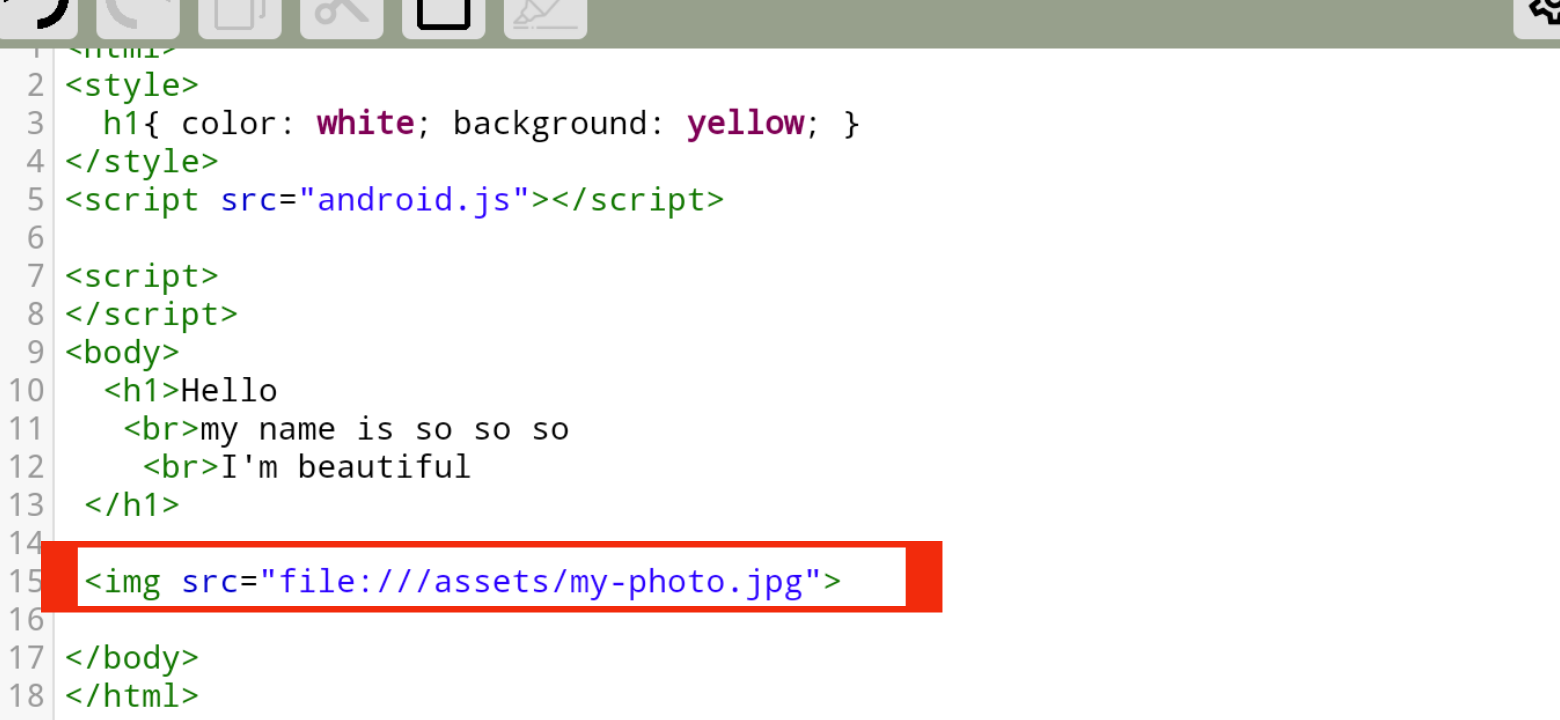 1 <html>
2 <style>
3   h1{ color: white; background: yellow; }
4 </style>
5 <script src="android.js"></script>
6
7 <script>
8 </script>
9 <body>
10   <h1>Hello
11    <br>my name is so so so
12     <br>I'm beautiful
13  </h1>
14
15  <img src="file:///assets/my-photo.jpg">
16
17 </body>
18 </html>